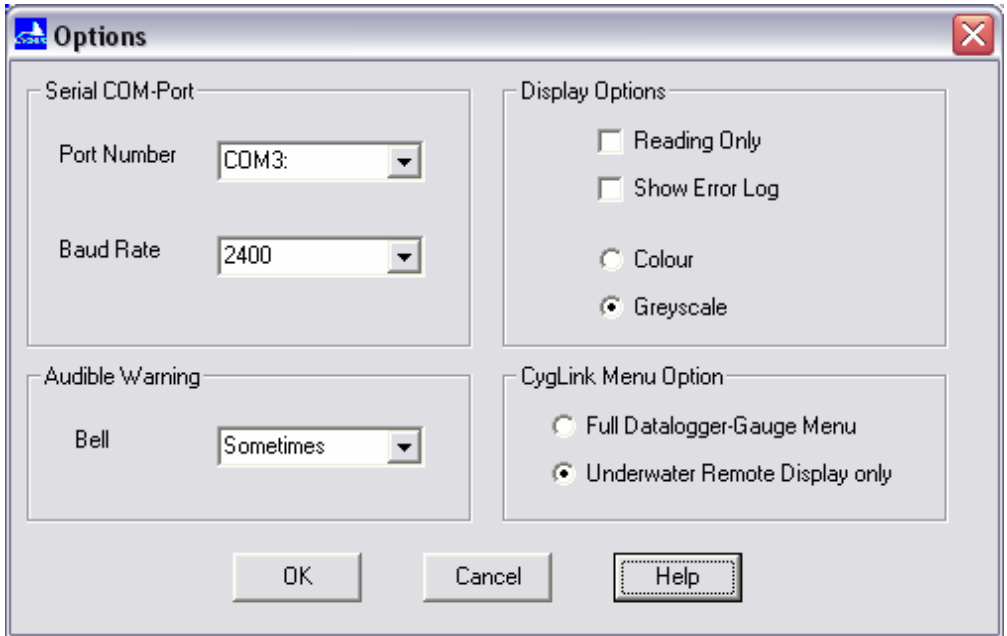 Options
Serial COM-Port
Port Number
COM3:
Baud Rate
2400
Display Options
Reading Only
Show Error Log
Colour
Greyscale
Audible Warning
Bell
Sometimes
CygLink Menu Option
Full Datalogger-Gauge Menu
Underwater Remote Display only
OK
Cancel
Help